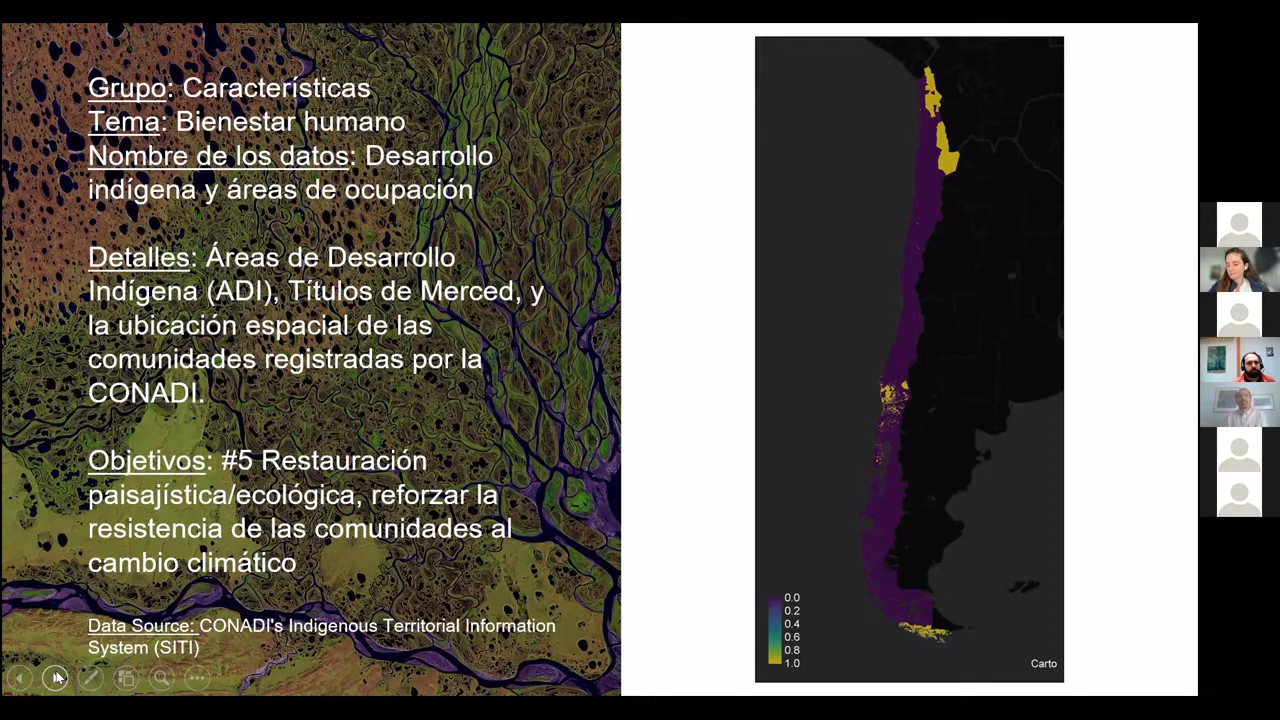 Grupo: Características
Tema: Bienestar humano
Nombre de los datos: Desarrollo
indígena y áreas de ocupación
Detalles: Áreas de Desarrollo
Indígena (ADI), Títulos de Merced, y
la ubicación espacial de las
comunidades registradas por la
CONADI.
Objetivos: #5 Restauración
paisajística/ecológica, reforzar la
resistencia de las comunidades al
cambio climático
Data Source: CONADI's Indigenous Territorial Information
System (SITI)
0.0
0.2
0.4
0.6
0.8
1.0
Carto